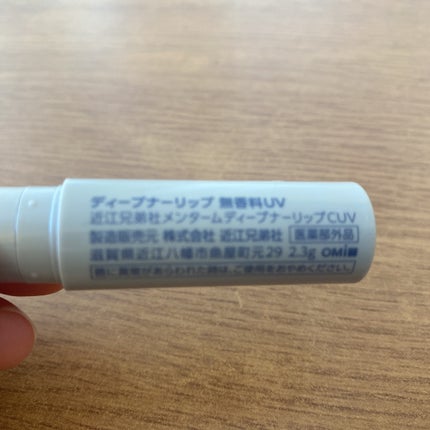 ディープナーリップ 無香料UV
近江兄弟社メンタームディープナーリップCUV
製造販売元 株式会社 近江兄弟社 医薬部外品
滋賀県近江八幡市魚屋町元29 2.3g OMI
唇に異常があらわれた時は、ご使用をおやめください。